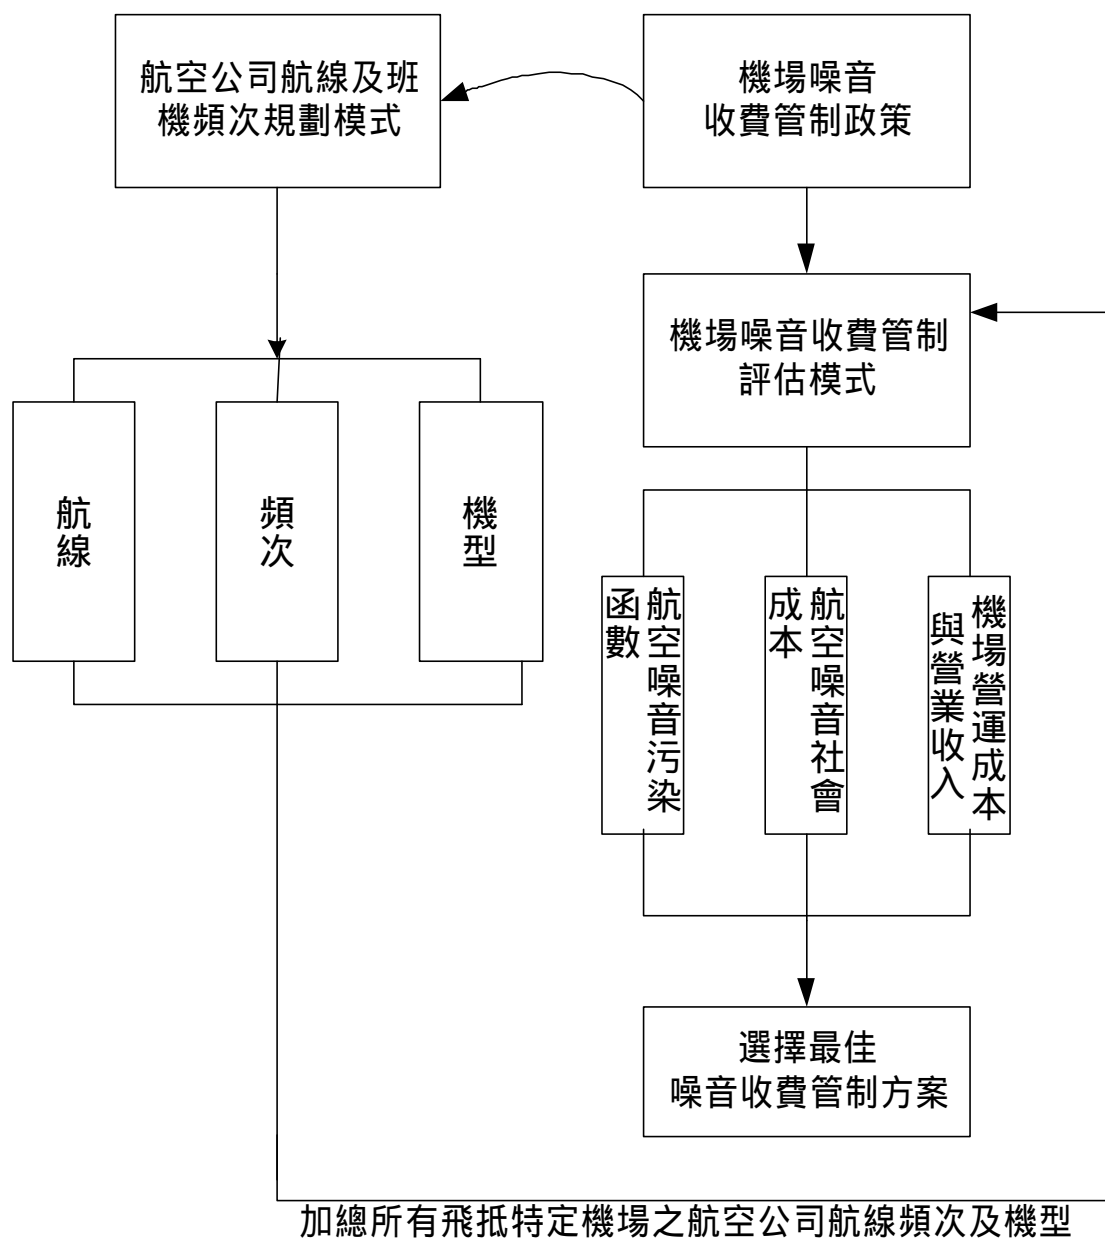 航空公司航線及班
機頻次規劃模式
機場噪音
收費管制政策
機場噪音收費管制
評估模式
航線
頻次
機型
航空噪音污染
函數
航空噪音社會
成本
機場營運成本
與營業收入
選擇最佳
噪音收費管制方案
加總所有飛抵特定機場之航空公司航線頻次及機型